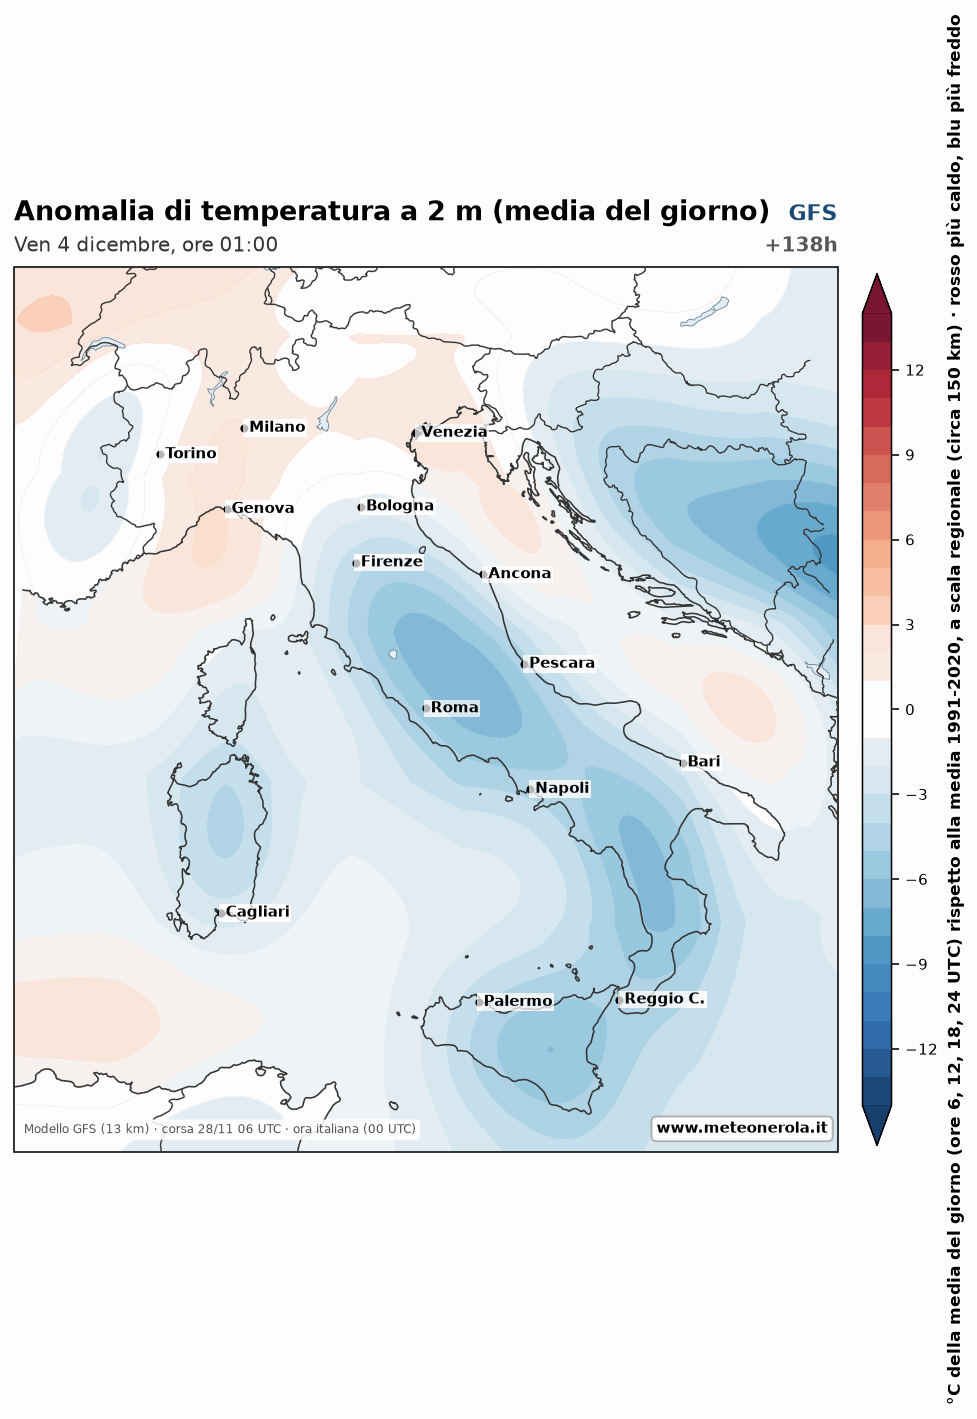 Anomalia di temperatura a 2 m (media del giorno) GFS
Ven 4 dicembre, ore 01:00 +138h
Milano
Venezia
Torino
Genova
Bologna
Firenze
Ancona
Pescara
Roma
Bari
Napoli
Cagliari
Palermo
Reggio C.
Modello GFS (13 km) · corsa 28/11 06 UTC · ora italiana (00 UTC)
www.meteonerola.it
12
9
6
3
0
−3
−6
−9
−12
°C della media del giorno (ore 6, 12, 18, 24 UTC) rispetto alla media 1991-2020, a scala regionale (circa 150 km) · rosso più caldo, blu più freddo